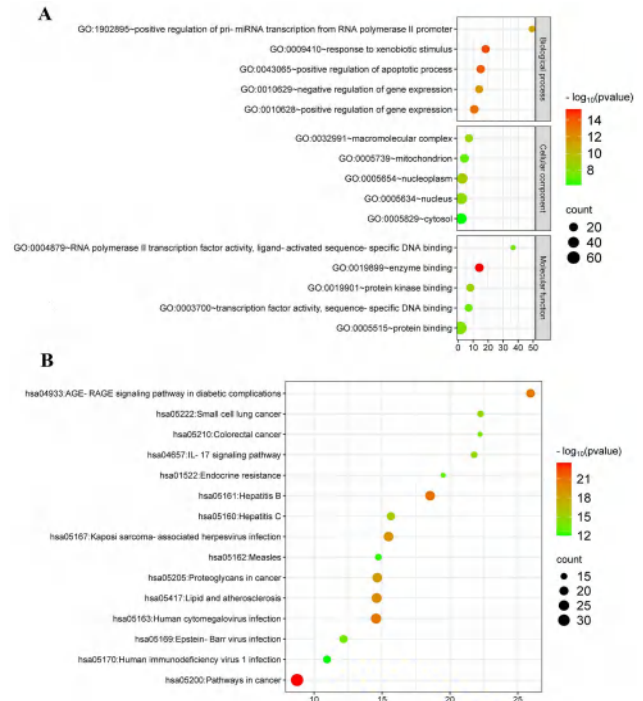 A
GO:1902895~positive regulation of pri- miRNA transcription from RNA polymerase II promoter
GO:0009410~response to xenobiotic stimulus
GO:0043065~positive regulation of apoptotic process
GO:0010629~negative regulation of gene expression
GO:0010628~positive regulation of gene expression
Biological process
GO:0032991~macromolecular complex
GO:0005739~mitochondrion
GO:0005654~nucleoplasm
GO:0005634~nucleus
GO:0005829~cytosol
Cellular component
GO:0004879~RNA polymerase II transcription factor activity, ligand- activated sequence- specific DNA binding
GO:0019899~enzyme binding
GO:0019901~protein kinase binding
GO:0003700~transcription factor activity, sequence- specific DNA binding
GO:0005515~protein binding
Molecular function
0 10 20 30 40 50
- log10(pvalue)
14
12
10
8
count
20
40
60
B
hsa04933:AGE- RAGE signaling pathway in diabetic complications
hsa05222:Small cell lung cancer
hsa05210:Colorectal cancer
hsa04657:IL- 17 signaling pathway
hsa01522:Endocrine resistance
hsa05161:Hepatitis B
hsa05160:Hepatitis C
hsa05167:Kaposi sarcoma- associated herpesvirus infection
hsa05162:Measles
hsa05205:Proteoglycans in cancer
hsa05417:Lipid and atherosclerosis
hsa05163:Human cytomegalovirus infection
hsa05169:Epstein- Barr virus infection
hsa05170:Human immunodeficiency virus 1 infection
hsa05200:Pathways in cancer
10 15 20 25
- log10(pvalue)
21
18
15
12
count
15
20
25
30